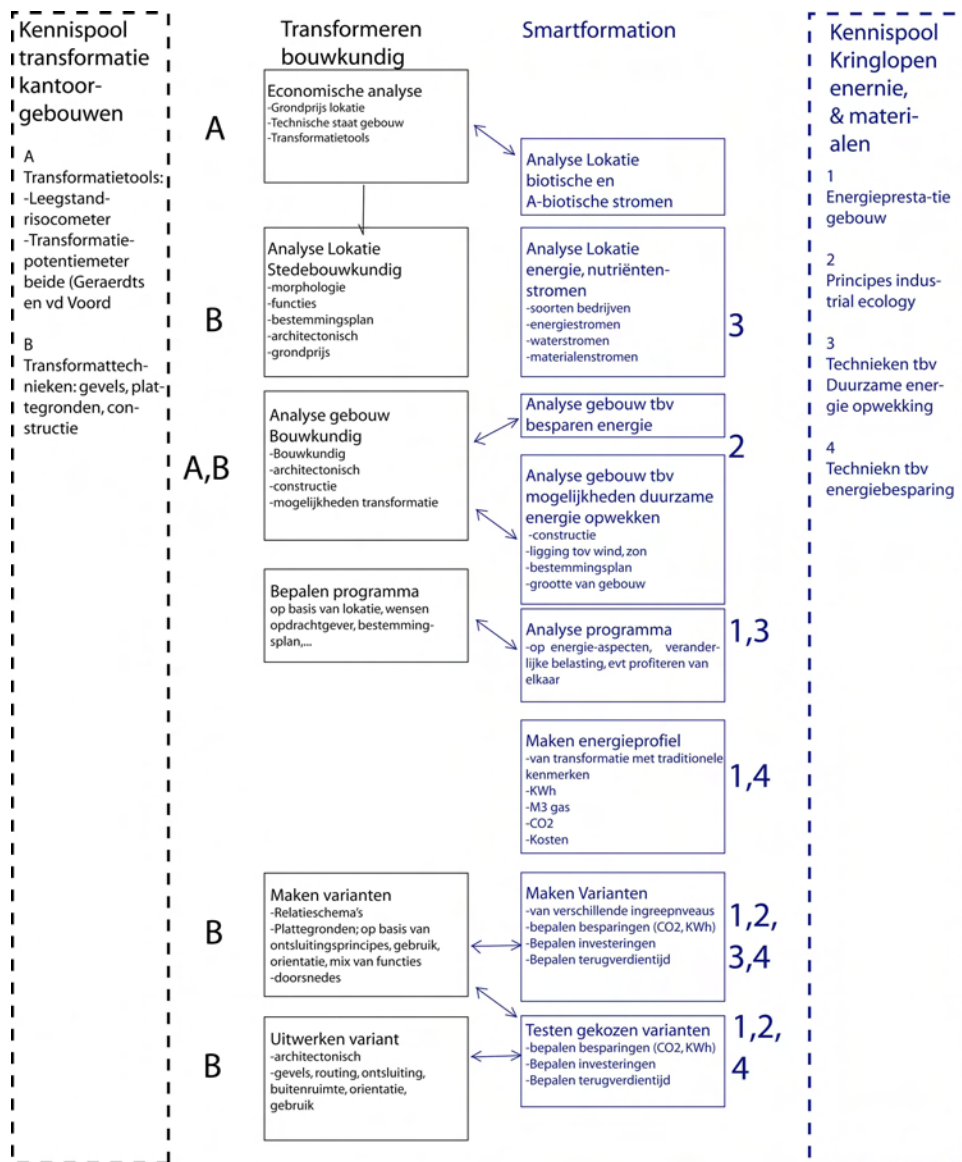 Kennispool
transformatie
kantoor-
gebouwen
A
Transformatietools:
-Leegstand-
risocometer
-Transformatie-
potentiemeter
beide (Geraerdts
en vd Voord
B
Transformattech-
nieken: gevels, plat-
tegronden, con-
structie
Transformeren
bouwkundig
A
Economische analyse
-Grondprijs lokatie
-Technische staat gebouw
-Transformatietools
B
Analyse Lokatie
Stedebouwkundig
-morphologie
-functies
-bestemmingsplan
-architectonisch
-grondprijs
A,B
Analyse gebouw
Bouwkundig
-Bouwkundig
-architectonisch
-constructie
-mogelijkheden transformatie
Bepalen programma
op basis van lokatie, wensen
opdrachtgever, bestemming-
splan,...
B
Maken varianten
-Relatieschema's
-Plattegronden; op basis van
ontsluitingsprincipes, gebruik,
orientatie, mix van functies
-doorsnedes
B
Uitwerken variant
-architectonisch
-gevels, routing, ontsluiting,
buitenruimte, orientatie,
gebruik
Smartformation
Analyse Lokatie
biotische en
A-biotische stromen
Analyse Lokatie
energie, nutriënten-
stromen
-soorten bedrijven
-energiestromen
-waterstromen
-materialenstromen
3
Analyse gebouw tbv
besparen energie
2
Analyse gebouw tbv
mogelijkheden duurzame
energie opwekken
-constructie
-ligging tov wind, zon
-bestemmingsplan
-grootte van gebouw
Analyse programma
-op energie-aspecten, verander-
lijke belasting, evt profiteren van
elkaar
1,3
Maken energieprofiel
-van transformatie met traditionele
kenmerken
-KWh
-M3 gas
-CO2
-Kosten
1,4
Maken Varianten
-van verschillende ingreepnveaus
-bepalen besparingen (CO2, KWh)
-Bepalen investeringen
-Bepalen terugverdientijd
1,2,
3,4
Testen gekozen varianten
-bepalen besparingen (CO2, KWh)
-Bepalen investeringen
-Bepalen terugverdientijd
1,2,
4
Kennispool
Kringlopen
enernie,
& materi-
alen
1
Energiepresta-tie
gebouw
2
Principes indus-
trial ecology
3
Technieken tbv
Duurzame ener-
gie opwekking
4
Techniekn tbv
energiebesparing